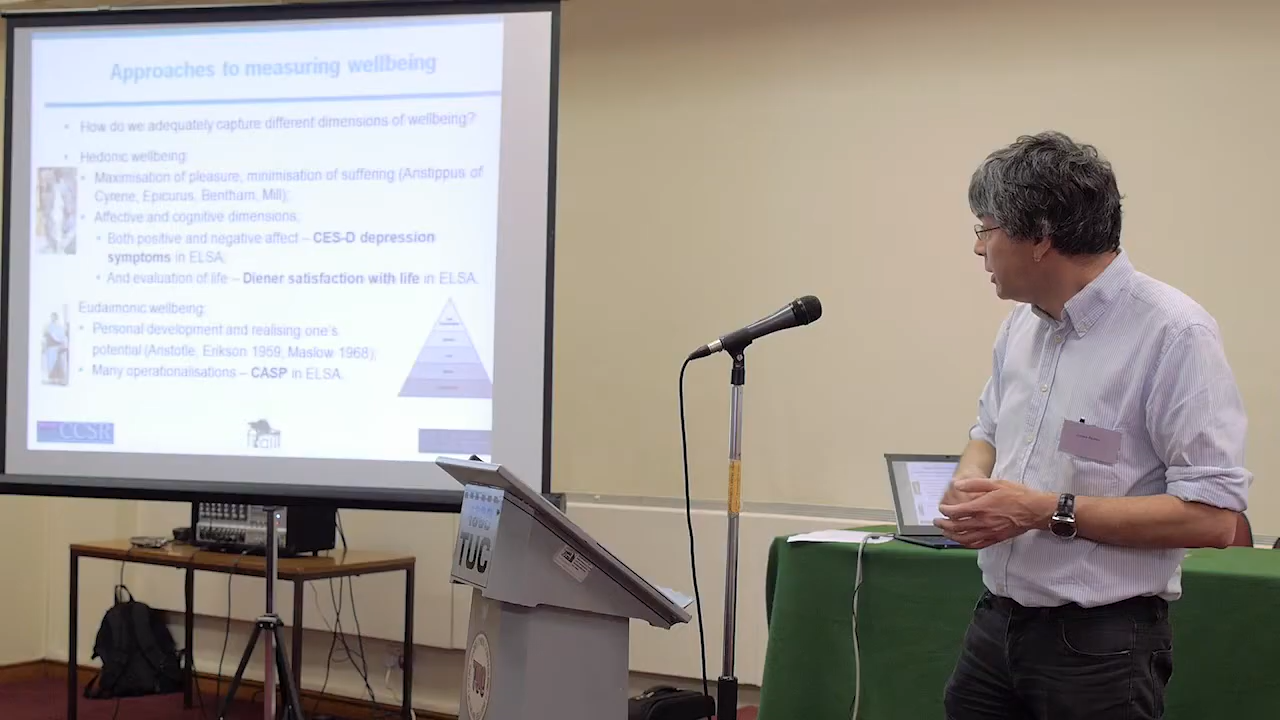 Approaches to measuring wellbeing
• How do we adequately capture different dimensions of wellbeing?
• Hedonic wellbeing:
• Maximisation of pleasure, minimisation of suffering (Aristippus of
Cyrene, Epicurus, Bentham, Mill);
• Affective and cognitive dimensions;
• Both positive and negative affect – CES-D depression
symptoms in ELSA;
• And evaluation of life – Diener satisfaction with life in ELSA.
Eudaimonic wellbeing:
• Personal development and realising one's
potential (Aristotle, Erikson 1959, Maslow 1968);
• Many operationalisations – CASP in ELSA.
CCSR
TUC
TUC